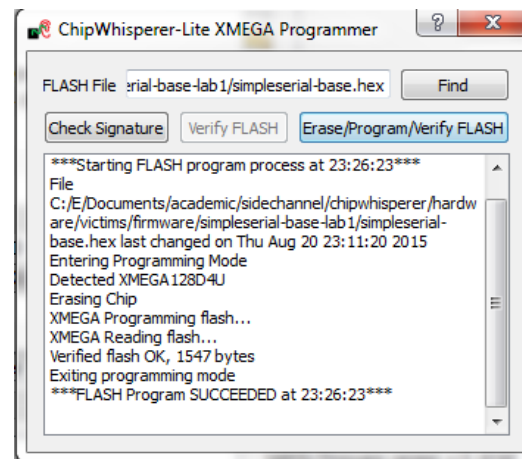 ChipWhisperer-Lite XMEGA Programmer
FLASH File erial-base-lab1/simpleserial-base.hex Find
Check Signature Verify FLASH Erase/Program/Verify FLASH
***Starting FLASH program process at 23:26:23***
File
C:/E/Documents/academic/sidechannel/chipwhisperer/hardw
are/victims/firmware/simpleserial-base-lab1/simpleserial-
base.hex last changed on Thu Aug 20 23:11:20 2015
Entering Programming Mode
Detected XMEGA128D4U
Erasing Chip
XMEGA Programming flash...
XMEGA Reading flash...
Verified flash OK, 1547 bytes
Exiting programming mode
***FLASH Program SUCCEEDED at 23:26:23***